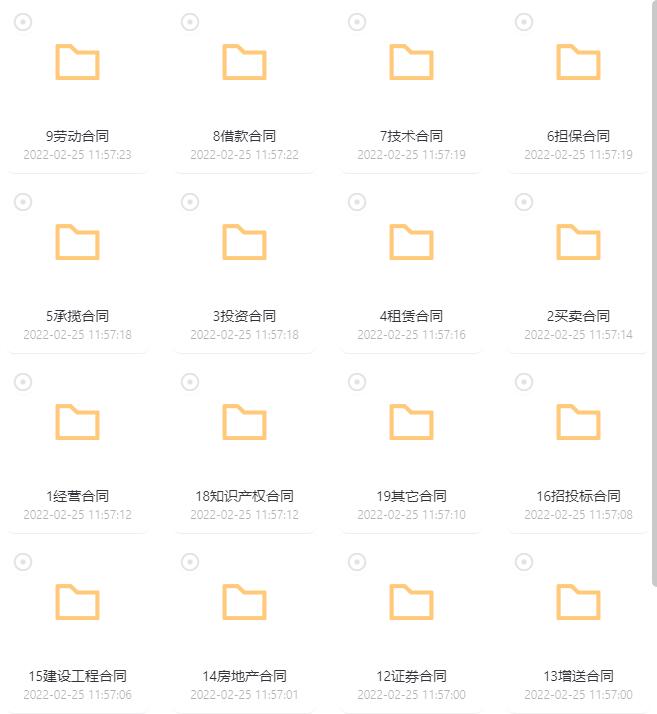 9劳动合同
2022-02-25 11:57:23
8借款合同
2022-02-25 11:57:22
7技术合同
2022-02-25 11:57:19
6担保合同
2022-02-25 11:57:19
5承揽合同
2022-02-25 11:57:18
3投资合同
2022-02-25 11:57:18
4租赁合同
2022-02-25 11:57:16
2买卖合同
2022-02-25 11:57:14
1经营合同
2022-02-25 11:57:12
18知识产权合同
2022-02-25 11:57:12
19其它合同
2022-02-25 11:57:10
16招投标合同
2022-02-25 11:57:08
15建设工程合同
2022-02-25 11:57:06
14房地产合同
2022-02-25 11:57:01
12证券合同
2022-02-25 11:57:00
13增送合同
2022-02-25 11:57:00